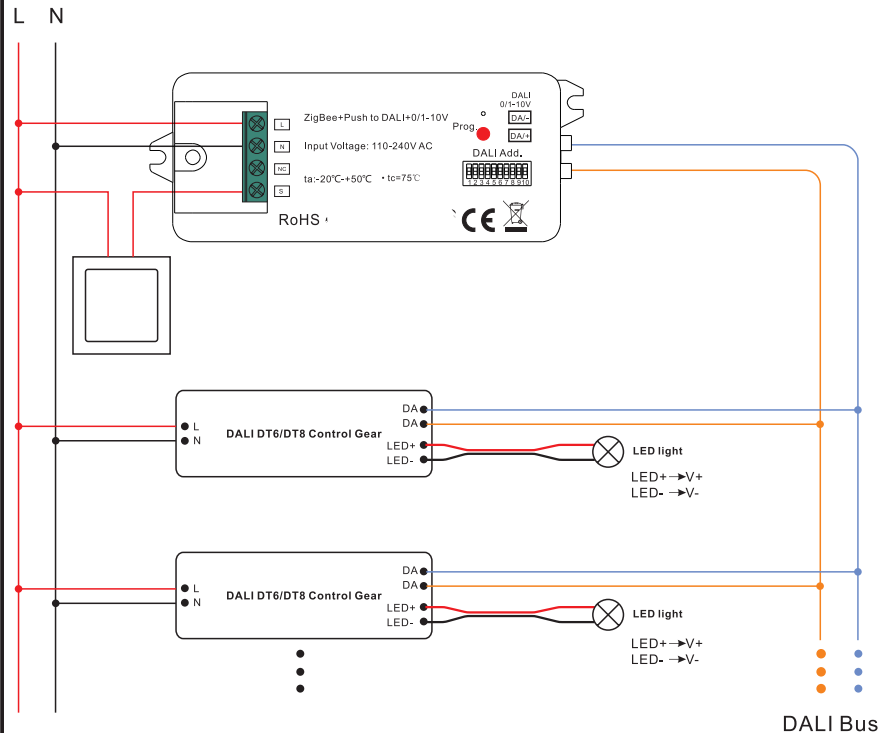 L N
DALI
0/1-10V
L ZigBee+Push to DALI+0/1-10V Prog. DA/-
N Input Voltage: 110-240V AC DA/+
DALI Add.
NC
ta:-20℃-+50℃ •tc=75℃
S
1 2 3 4 5 6 7 8 9 10
RoHS CE
DA
L DALI DT6/DT8 Control Gear DA
N LED+ LED light
LED-
LED+→V+
LED-→V-
DA
L DALI DT6/DT8 Control Gear DA
N LED+ LED light
LED-
LED+→V+
LED-→V-
DALI Bus